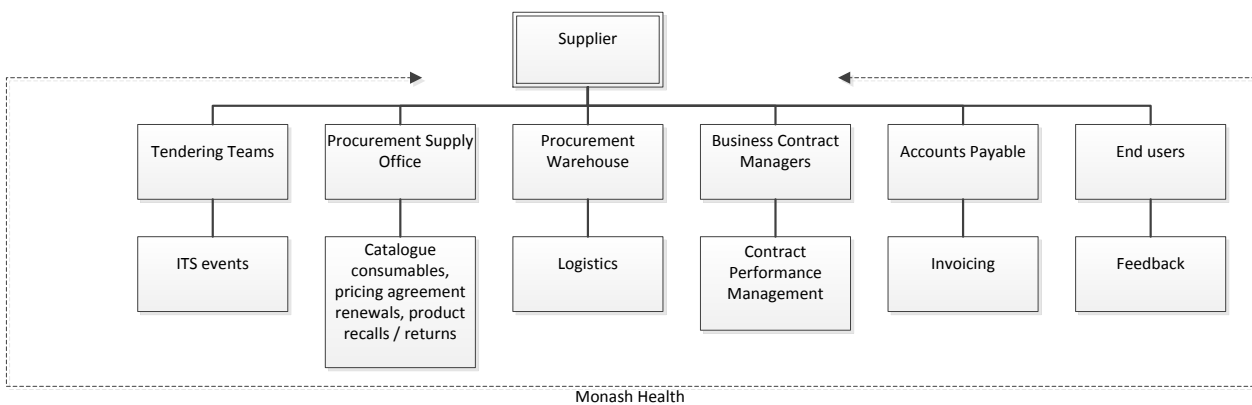 Supplier
Tendering Teams
Procurement Supply
Office
Procurement
Warehouse
Business Contract
Managers
Accounts Payable
End users
ITS events
Catalogue
consumables,
pricing agreement
renewals, product
recalls / returns
Logistics
Contract
Performance
Management
Invoicing
Feedback
Monash Health